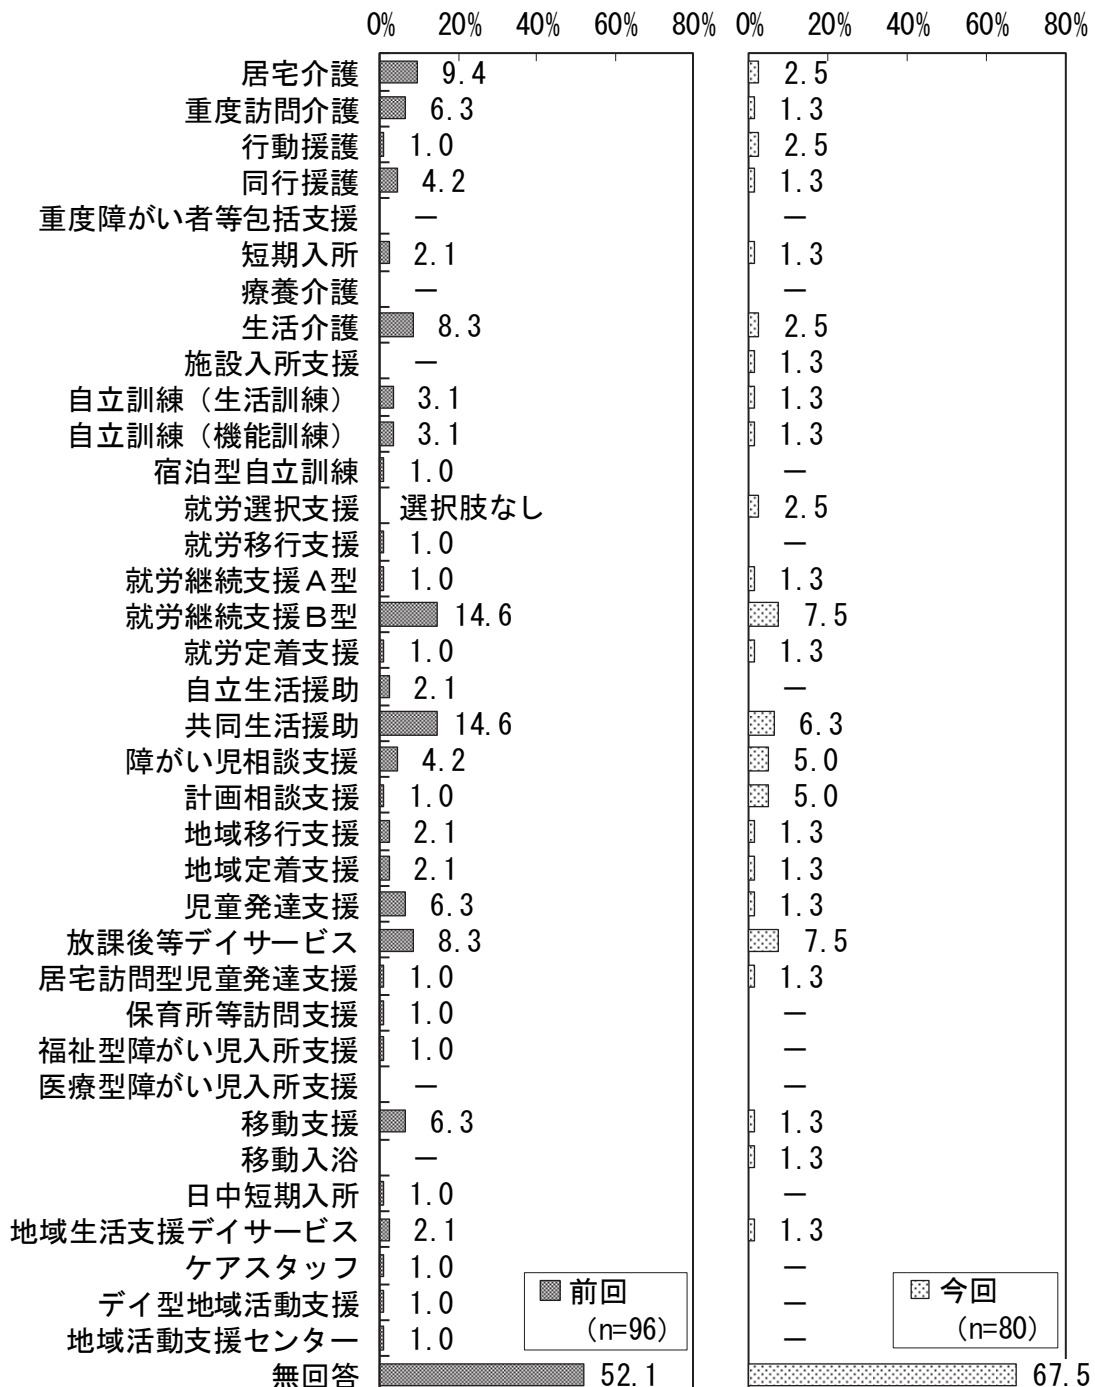 0% 20% 40% 60% 80% 0% 20% 40% 60% 80%
居宅介護 9.4 2.5
重度訪問介護 6.3 1.3
行動援護 1.0 2.5
同行援護 4.2 1.3
重度障がい者等包括支援 － －
短期入所 2.1 1.3
療養介護 － －
生活介護 8.3 2.5
施設入所支援 － 1.3
自立訓練（生活訓練） 3.1 1.3
自立訓練（機能訓練） 3.1 1.3
宿泊型自立訓練 1.0 －
就労選択支援 選択肢なし 2.5
就労移行支援 1.0 －
就労継続支援Ａ型 1.0 1.3
就労継続支援Ｂ型 14.6 7.5
就労定着支援 1.0 1.3
自立生活援助 2.1 －
共同生活援助 14.6 6.3
障がい児相談支援 4.2 5.0
計画相談支援 1.0 5.0
地域移行支援 2.1 1.3
地域定着支援 2.1 1.3
児童発達支援 6.3 1.3
放課後等デイサービス 8.3 7.5
居宅訪問型児童発達支援 1.0 1.3
保育所等訪問支援 1.0 －
福祉型障がい児入所支援 1.0 －
医療型障がい児入所支援 － －
移動支援 6.3 1.3
移動入浴 － 1.3
日中短期入所 1.0 －
地域生活支援デイサービス 2.1 1.3
ケアスタッフ 1.0 －
デイ型地域活動支援 1.0 －
地域活動支援センター 1.0 －
無回答 52.1 67.5
前回
（n=96）
今回
（n=80）